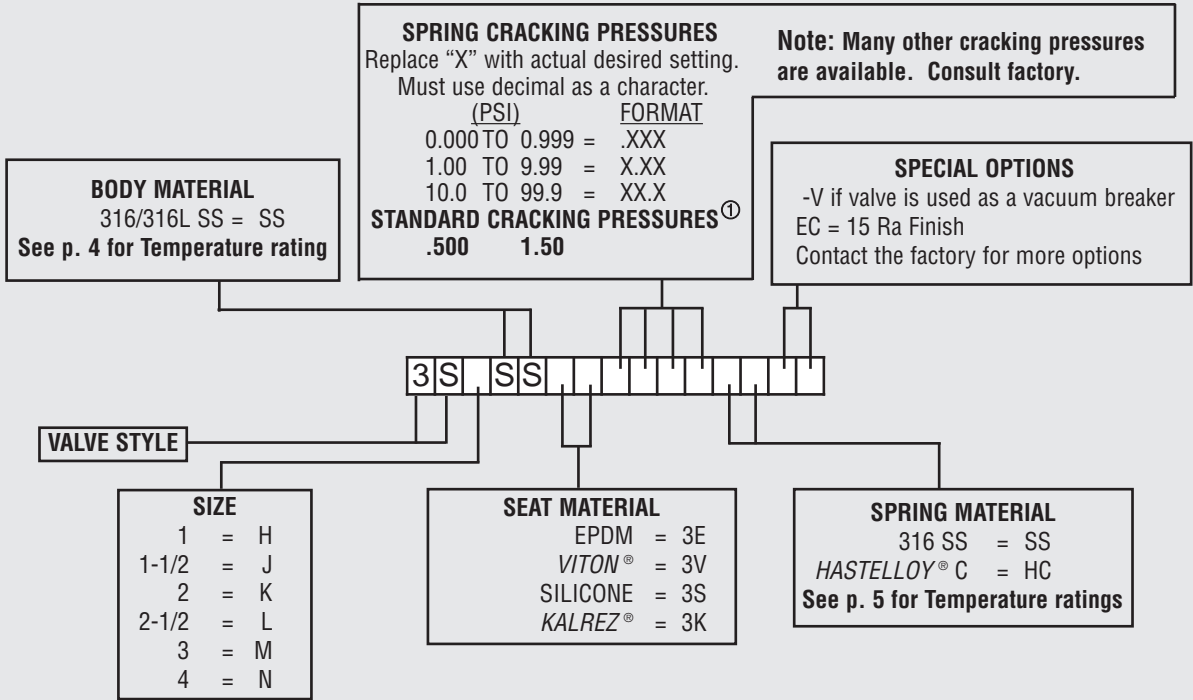 SPRING CRACKING PRESSURES
Replace “X” with actual desired setting.
Must use decimal as a character.
(PSI) FORMAT
0.000 TO 0.999 = .XXX
1.00 TO 9.99 = X.XX
10.0 TO 99.9 = XX.X
STANDARD CRACKING PRESSURES①
.500 1.50
Note: Many other cracking pressures
are available. Consult factory.
BODY MATERIAL
316/316L SS = SS
See p. 4 for Temperature rating
SPECIAL OPTIONS
-V if valve is used as a vacuum breaker
EC = 15 Ra Finish
Contact the factory for more options
3 S S S
VALVE STYLE
SIZE
1 = H
1-1/2 = J
2 = K
2-1/2 = L
3 = M
4 = N
SEAT MATERIAL
EPDM = 3E
VITON® = 3V
SILICONE = 3S
KALREZ® = 3K
SPRING MATERIAL
316 SS = SS
HASTELLOY® C = HC
See p. 5 for Temperature ratings